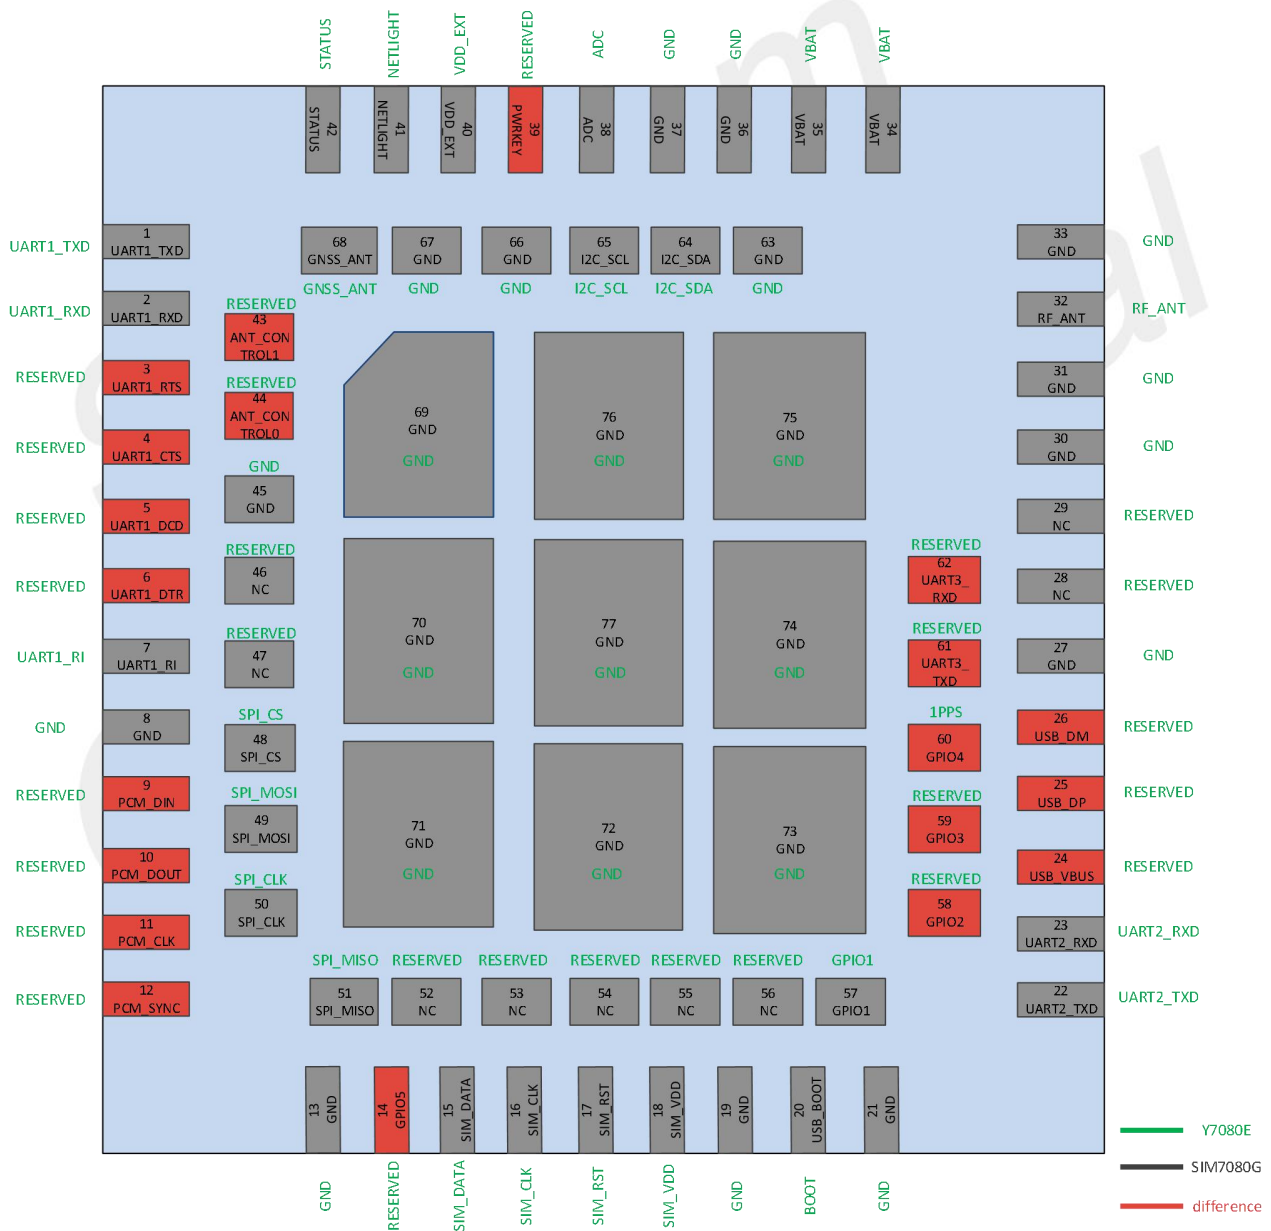 STATUS
NETLIGHT
VDD_EXT
RESERVED
ADC
GND
GND
VBAT
VBAT
42
STATUS
41
NETLIGHT
40
VDD_EXT
39
PWRKEY
38
ADC
37
GND
36
GND
35
VBAT
34
VBAT
UART1_TXD
1
UART1_TXD
UART1_RXD
2
UART1_RXD
RESERVED
3
UART1_RTS
RESERVED
4
UART1_CTS
RESERVED
5
UART1_DCD
RESERVED
6
UART1_DTR
UART1_RI
7
UART1_RI
GND
8
GND
RESERVED
9
PCM_DIN
RESERVED
10
PCM_DOUT
RESERVED
11
PCM_CLK
RESERVED
12
PCM_SYNC
68
GNSS_ANT
GNSS_ANT
67
GND
GND
66
GND
GND
65
I2C_SCL
I2C_SCL
64
I2C_SDA
I2C_SDA
63
GND
GND
RESERVED
43
ANT_CON
TROL1
RESERVED
44
ANT_CON
TROL0
GND
45
GND
RESERVED
46
NC
RESERVED
47
NC
SPI_CS
48
SPI_CS
SPI_MOSI
49
SPI_MOSI
SPI_CLK
50
SPI_CLK
69
GND
GND
76
GND
GND
75
GND
GND
70
GND
GND
77
GND
GND
74
GND
GND
71
GND
GND
72
GND
GND
73
GND
GND
RESERVED
62
UART3_
RXD
RESERVED
61
UART3_
TXD
1PPS
60
GPIO4
RESERVED
59
GPIO3
RESERVED
58
GPIO2
33
GND
GND
32
RF_ANT
RF_ANT
31
GND
GND
30
GND
GND
29
NC
RESERVED
28
NC
RESERVED
27
GND
GND
26
USB_DM
RESERVED
25
USB_DP
RESERVED
24
USB_VBUS
RESERVED
23
UART2_RXD
UART2_RXD
22
UART2_TXD
UART2_TXD
SPI_MISO
51
SPI_MISO
RESERVED
52
NC
RESERVED
53
NC
RESERVED
54
NC
RESERVED
55
NC
RESERVED
56
NC
GPIO1
57
GPIO1
13
GND
14
GPIO5
15
SIM_DATA
16
SIM_CLK
17
SIM_RST
18
SIM_VDD
19
GND
20
USB_BOOT
21
GND
GND
RESERVED
SIM_DATA
SIM_CLK
SIM_RST
SIM_VDD
GND
BOOT
GND
Y7080E
SIM7080G
difference